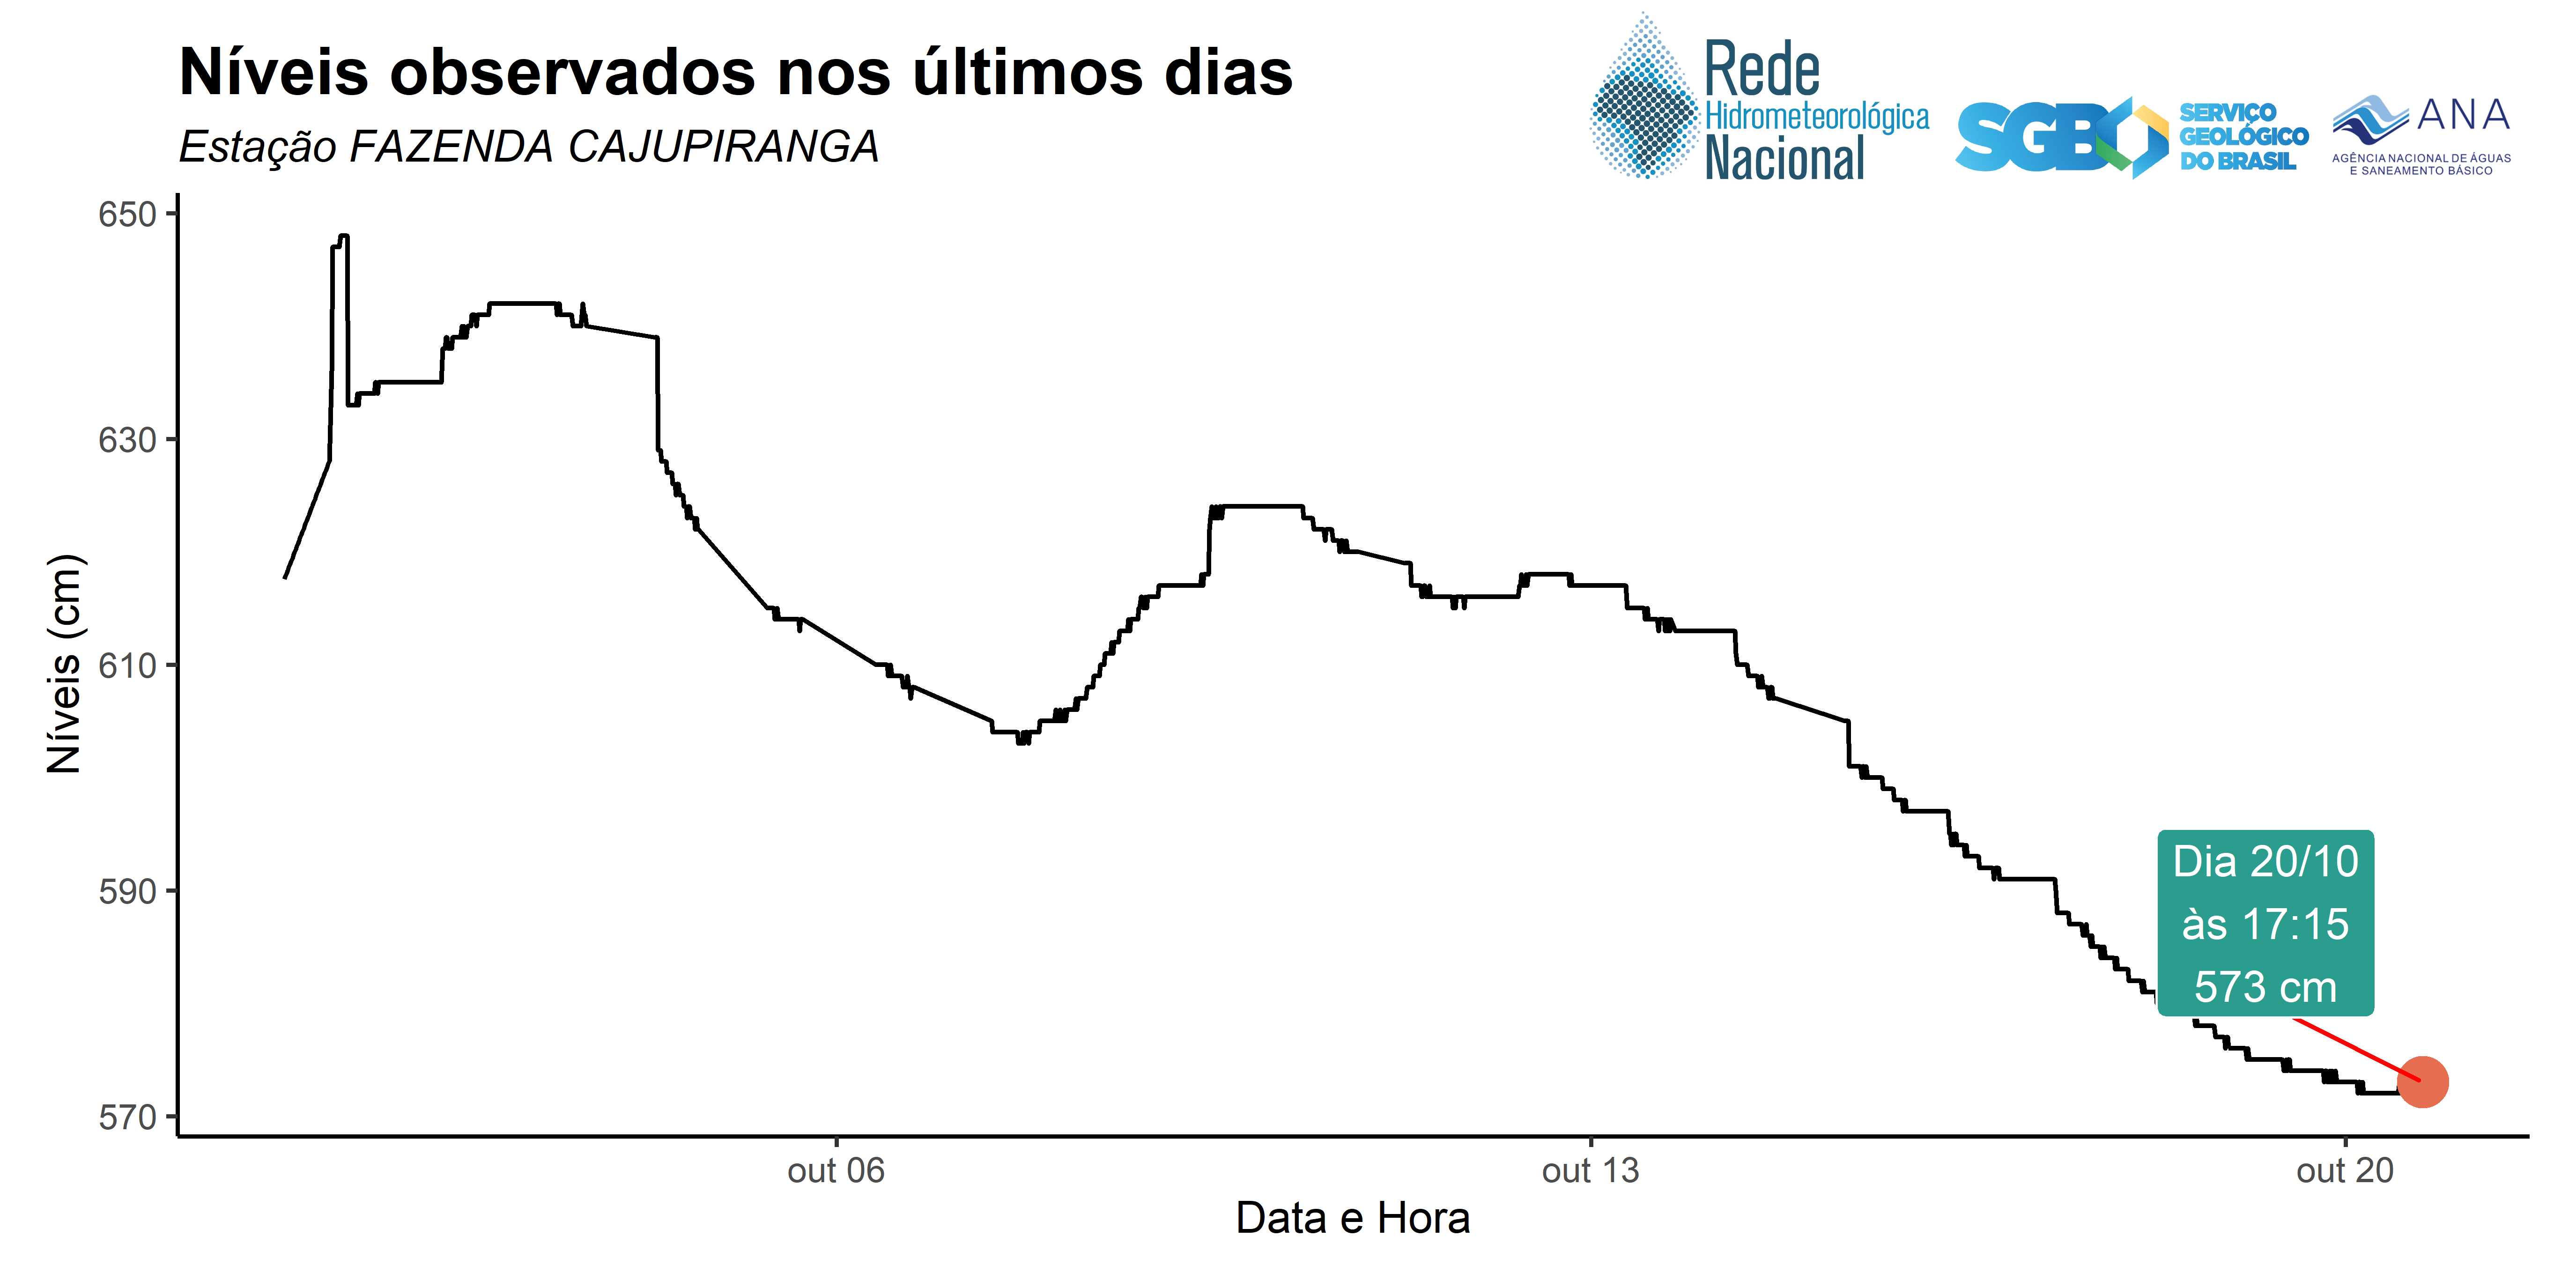 Níveis observados nos últimos dias
Estação FAZENDA CAJUPIRANGA
Rede
Hidrometeorológica
Nacional
SGB
SERVIÇO
GEOLÓGICO
DO BRASIL
ANA
AGÊNCIA NACIONAL DE ÁGUAS
E SANEAMENTO BÁSICO
Níveis (cm)
650
630
610
590
570
Dia 20/10
às 17:15
573 cm
out 06
out 13
out 20
Data e Hora